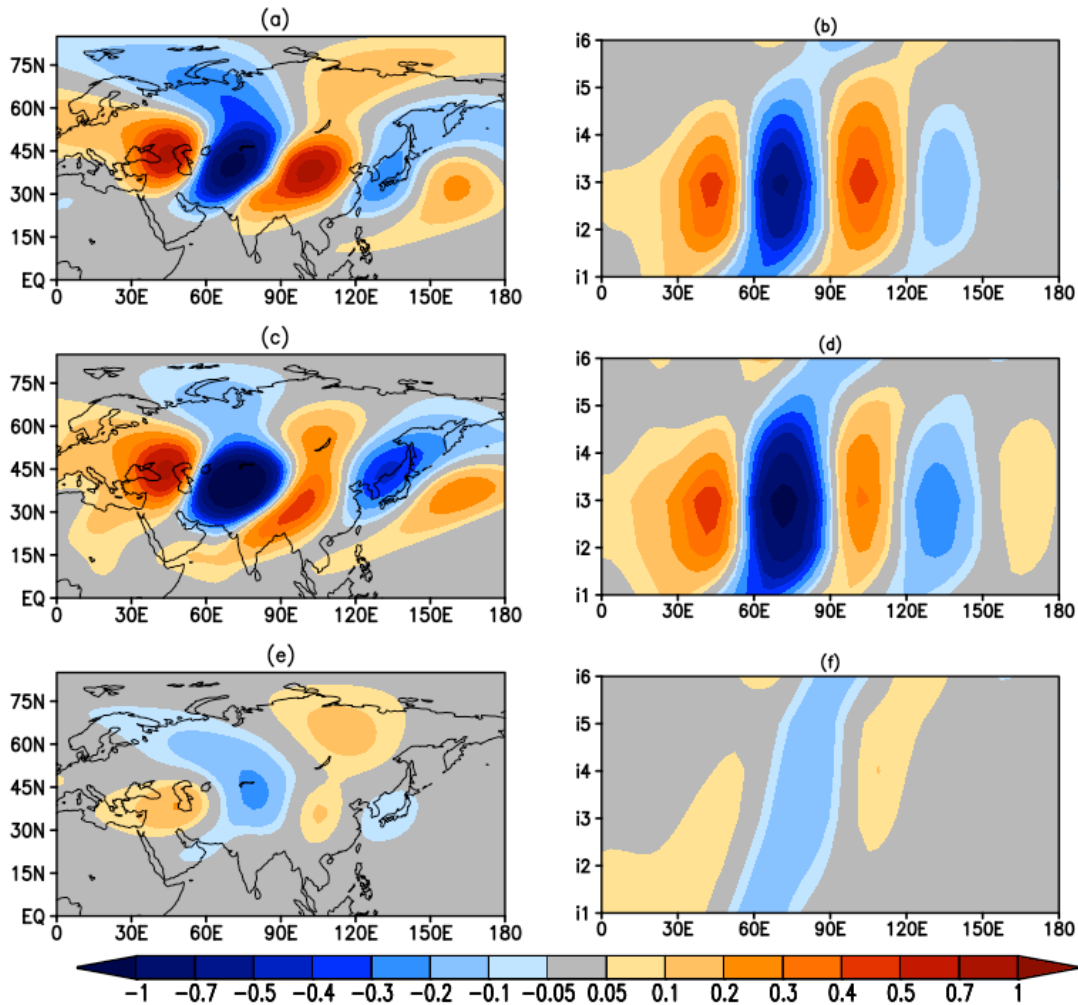 (a)
75N
60N
45N
30N
15N
EQ
0 30E 60E 90E 120E 150E 180
(b)
i6
i5
i4
i3
i2
i1
0 30E 60E 90E 120E 150E 180
(c)
75N
60N
45N
30N
15N
EQ
0 30E 60E 90E 120E 150E 180
(d)
i6
i5
i4
i3
i2
i1
0 30E 60E 90E 120E 150E 180
(e)
75N
60N
45N
30N
15N
EQ
0 30E 60E 90E 120E 150E 180
(f)
i6
i5
i4
i3
i2
i1
0 30E 60E 90E 120E 150E 180
-1 -0.7 -0.5 -0.4 -0.3 -0.2 -0.1 -0.05 0.05 0.1 0.2 0.3 0.4 0.5 0.7 1